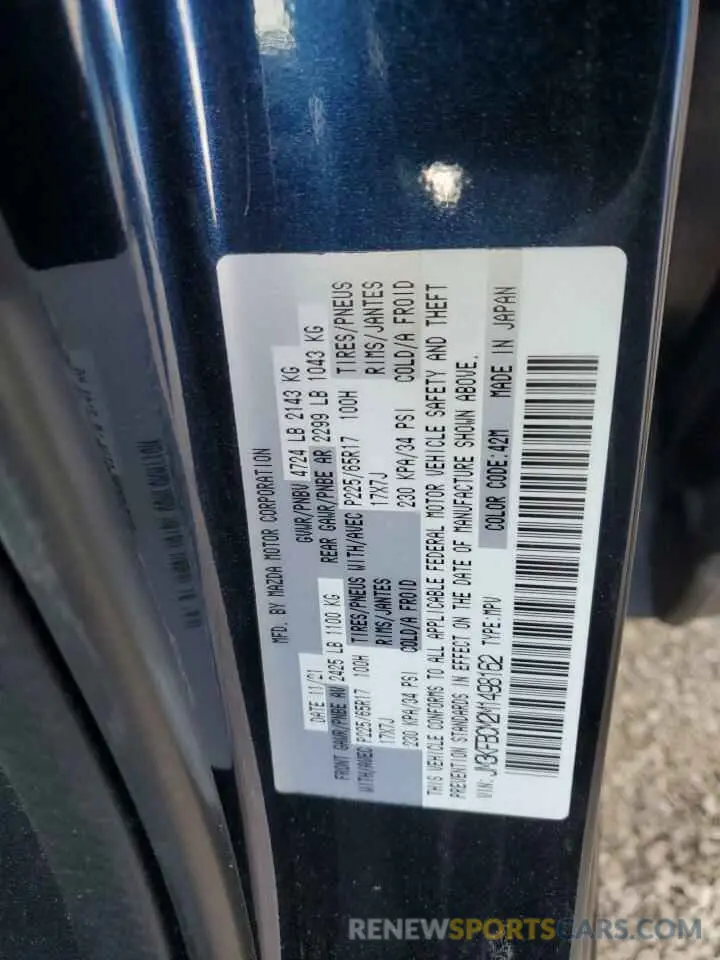 MFD. BY MAZDA MOTOR CORPORATION
DATE 11/21 GVWR/PNBV 4724 LB 2143 KG
FRONT GAWR/PNBE AV 2425 LB 1100 KG REAR GAWR/PNBE AR 2299 LB 1043 KG
WITH/AVEC P225/65R17 100H TIRES/PNEUS WITH/AVEC P225/65R17 100H TIRES/PNEUS
17X7J RIMS/JANTES 17X7J RIMS/JANTES
230 KPA/34 PSI COLD/A FROID 230 KPA/34 PSI COLD/A FROID
THIS VEHICLE CONFORMS TO ALL APPLICABLE FEDERAL MOTOR VEHICLE SAFETY AND THEFT
PREVENTION STANDARDS IN EFFECT ON THE DATE OF MANUFACTURE SHOWN ABOVE.
VIN: JM3KFBCM2M1498162 TYPE:MPV COLOR CODE:42M MADE IN JAPAN
RENEWSPORTSCARS.COM